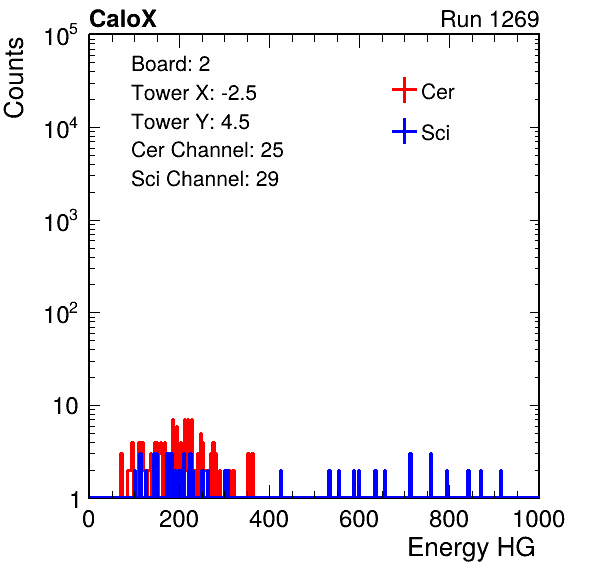 CaloX Run 1269
Counts
10^5
10^4
10^3
10^2
10
1
Board: 2
Tower X: -2.5
Tower Y: 4.5
Cer Channel: 25
Sci Channel: 29
Cer
Sci
0 200 400 600 800 1000
Energy HG